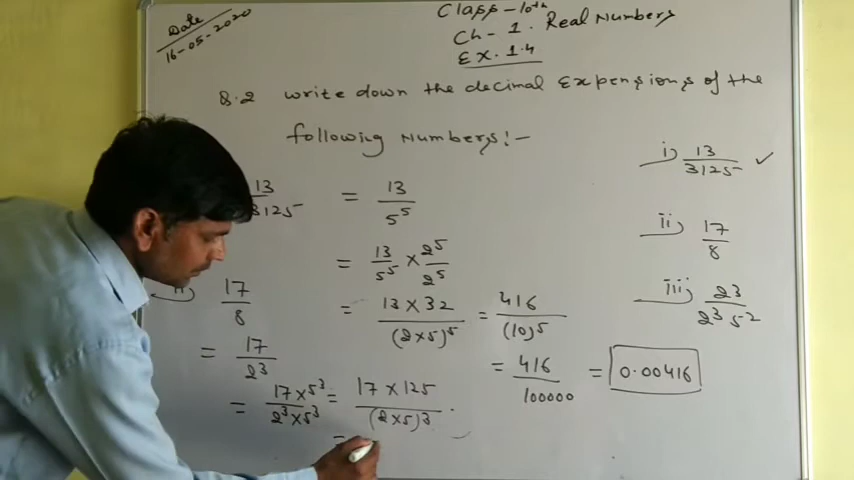 Date
16-05-2020
Class-10th
Ch-1. Real Numbers
Ex. 1.4
Q.2 write down the decimal Expensions of the
following Numbers:-
i) 13/3125 ✓
ii) 17/8
iii) 23/2³ 5²
13/3125 = 13/5⁵
= 13/5⁵ × 2⁵/2⁵
= 13×32/(2×5)⁵ = 416/(10)⁵
= 416/100000 = 0.00416
17/8
= 17/2³
= 17×5³/2³×5³ = 17×125/(2×5)³
=